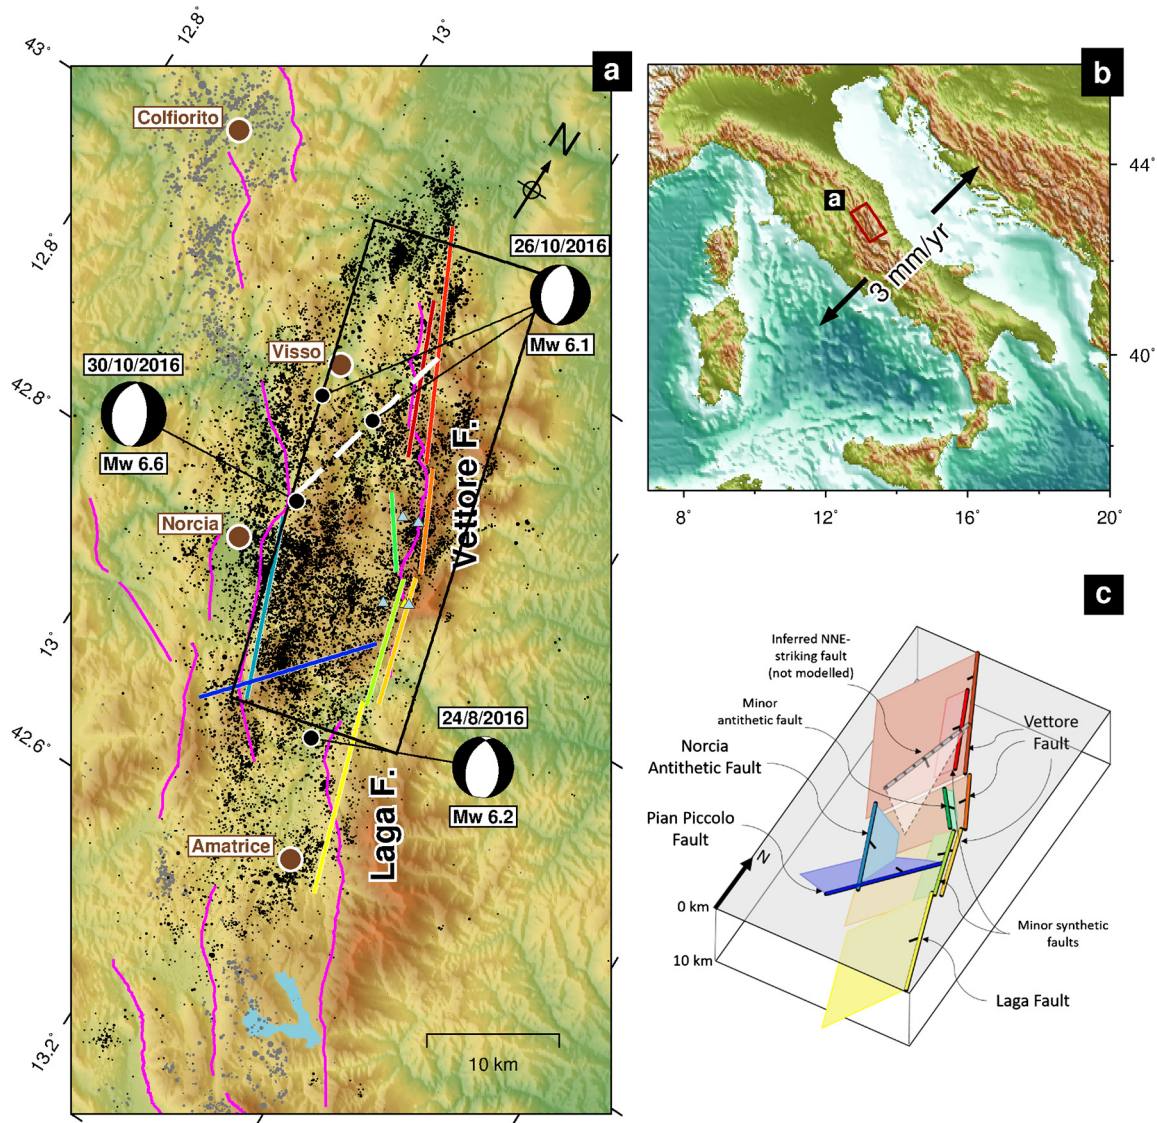 12.8°
13°
43°
a
Colfiorito
N
12.8°
26/10/2016
Mw 6.1
Visso
30/10/2016
Mw 6.6
42.8°
Vettore F.
Norcia
13°
24/8/2016
Mw 6.2
42.6°
Laga F.
Amatrice
13.2°
10 km
b
44°
a
3 mm/yr
40°
8°
12°
16°
20°
c
Inferred NNE-
striking fault
(not modelled)
Minor
antithetic fault
Vettore
Fault
Norcia
Antithetic Fault
Pian Piccolo
Fault
N
0 km
Minor synthetic
faults
10 km
Laga Fault